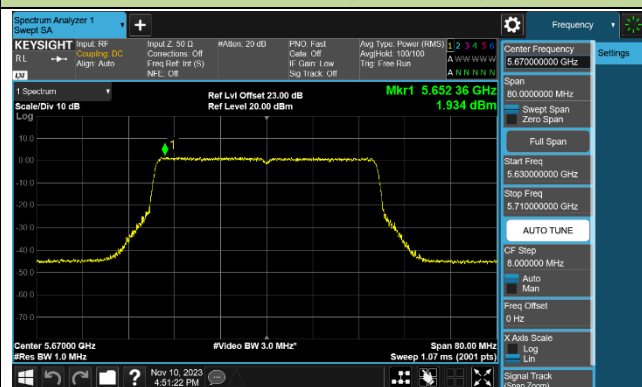 Spectrum Analyzer 1
Swept SA
+
Frequency
KEYSIGHT
RL
LXI
Input: RF
Coupling: DC
Align: Auto
Input Z: 50 Ω
Corrections: Off
Freq Ref: Int (S)
NFE: Off
#Atten: 20 dB
PNO: Fast
Gate: Off
IF Gain: Low
Sig Track: Off
Avg Type: Power (RMS)
Avg|Hold: 100/100
Trig: Free Run
1 2 3 4 5 6
A W W W W W
A N N N N N
Center Frequency
5.670000000 GHz
Settings
Span
80.0000000 MHz
Swept Span
Zero Span
Full Span
Start Freq
5.630000000 GHz
Stop Freq
5.710000000 GHz
AUTO TUNE
CF Step
8.000000 MHz
Auto
Man
Freq Offset
0 Hz
X Axis Scale
Log
Lin
Signal Track
(Span Zoom)
1 Spectrum
Scale/Div 10 dB
Log
Ref Lvl Offset 23.00 dB
Ref Level 20.00 dBm
Mkr1 5.652 36 GHz
1.934 dBm
1
10.0
0.00
-10.0
-20.0
-30.0
-40.0
-50.0
-60.0
-70.0
Center 5.67000 GHz
#Res BW 1.0 MHz
#Video BW 3.0 MHz*
Span 80.00 MHz
Sweep 1.07 ms (2001 pts)
?
Nov 10, 2023
4:51:22 PM